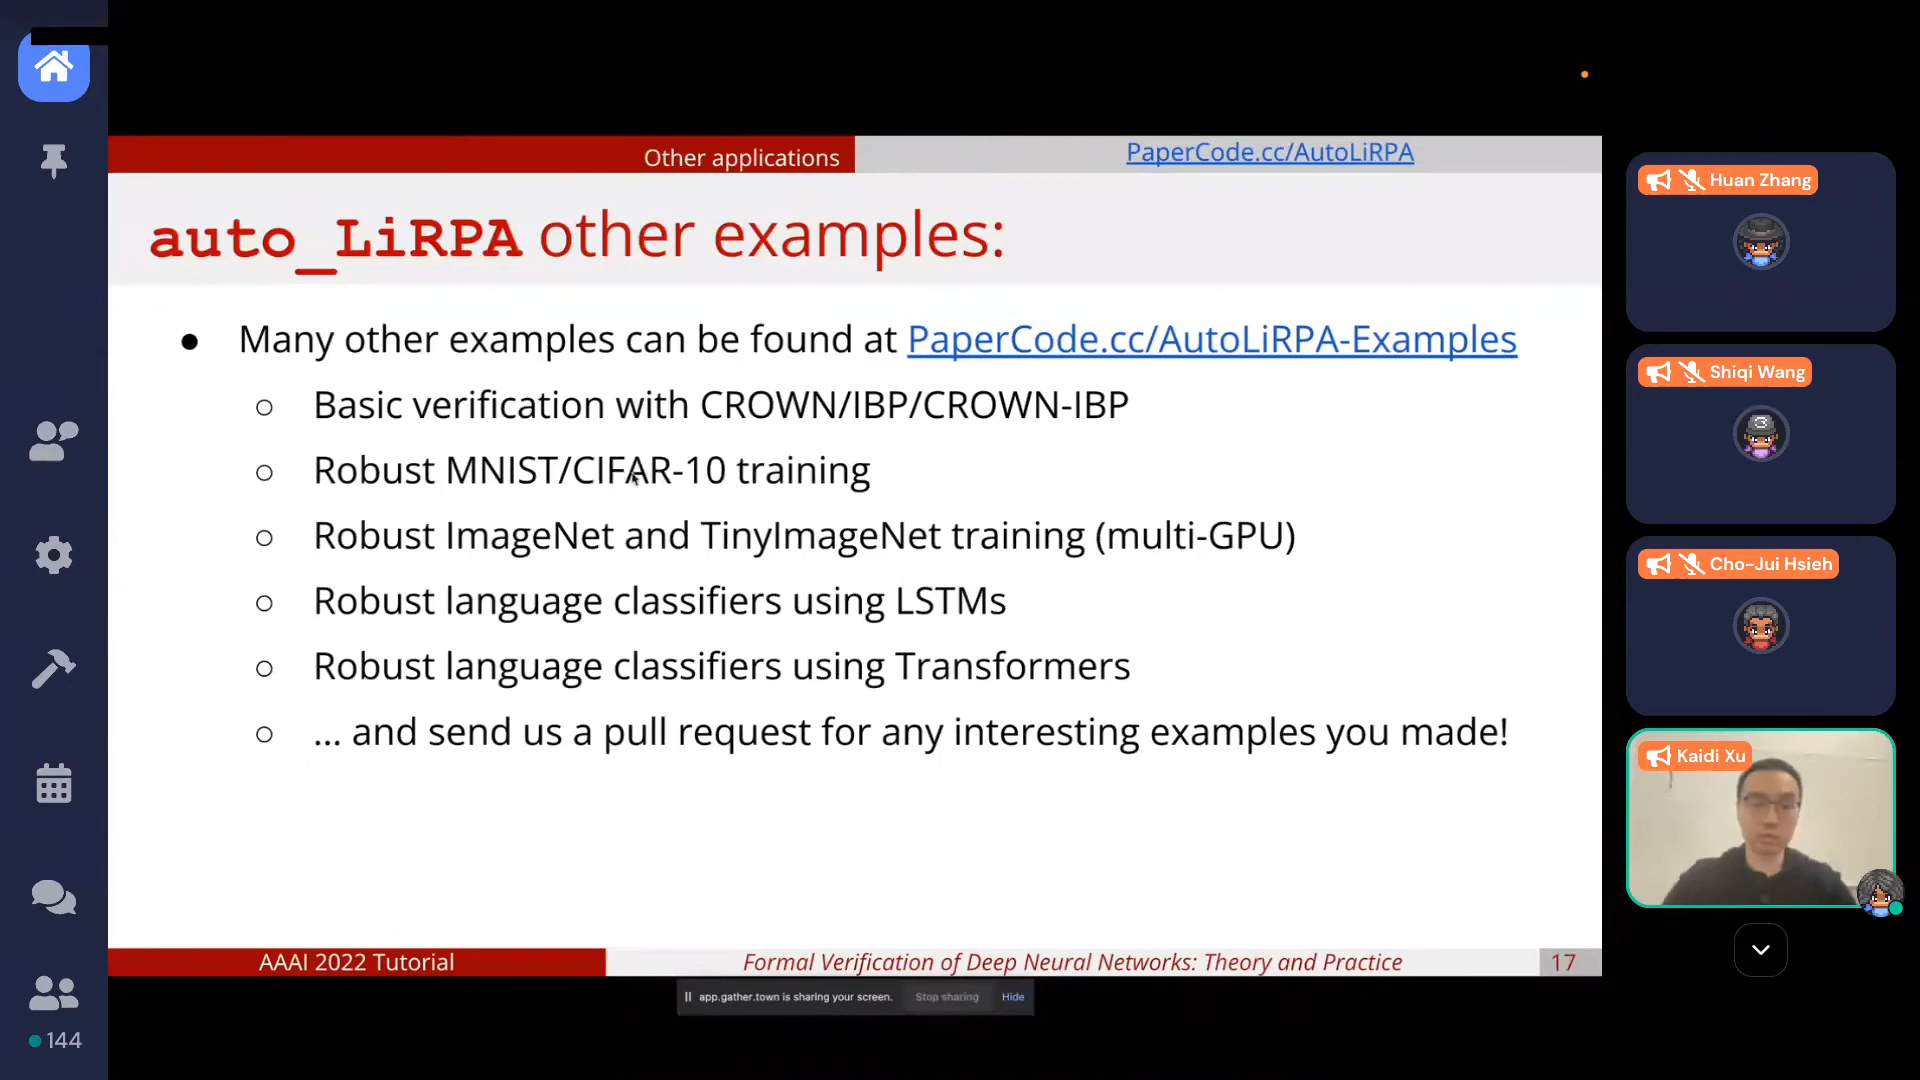 Other applications
PaperCode.cc/AutoLiRPA
auto_LiRPA other examples:
● Many other examples can be found at PaperCode.cc/AutoLiRPA-Examples
○ Basic verification with CROWN/IBP/CROWN-IBP
○ Robust MNIST/CIFAR-10 training
○ Robust ImageNet and TinyImageNet training (multi-GPU)
○ Robust language classifiers using LSTMs
○ Robust language classifiers using Transformers
○ ... and send us a pull request for any interesting examples you made!
AAAI 2022 Tutorial
Formal Verification of Deep Neural Networks: Theory and Practice
17
app.gather.town is sharing your screen.
Stop sharing
Hide
Huan Zhang
Shiqi Wang
3
Cho-Jui Hsieh
Kaidi Xu
144